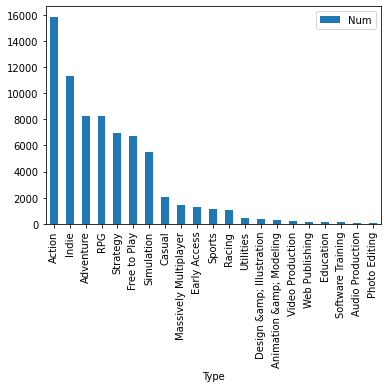 16000
14000
12000
10000
8000
6000
4000
2000
0
Num
Action
Indie
Adventure
RPG
Strategy
Free to Play
Simulation
Casual
Massively Multiplayer
Early Access
Sports
Racing
Utilities
Design &amp; Illustration
Animation &amp; Modeling
Video Production
Web Publishing
Education
Software Training
Audio Production
Photo Editing
Type